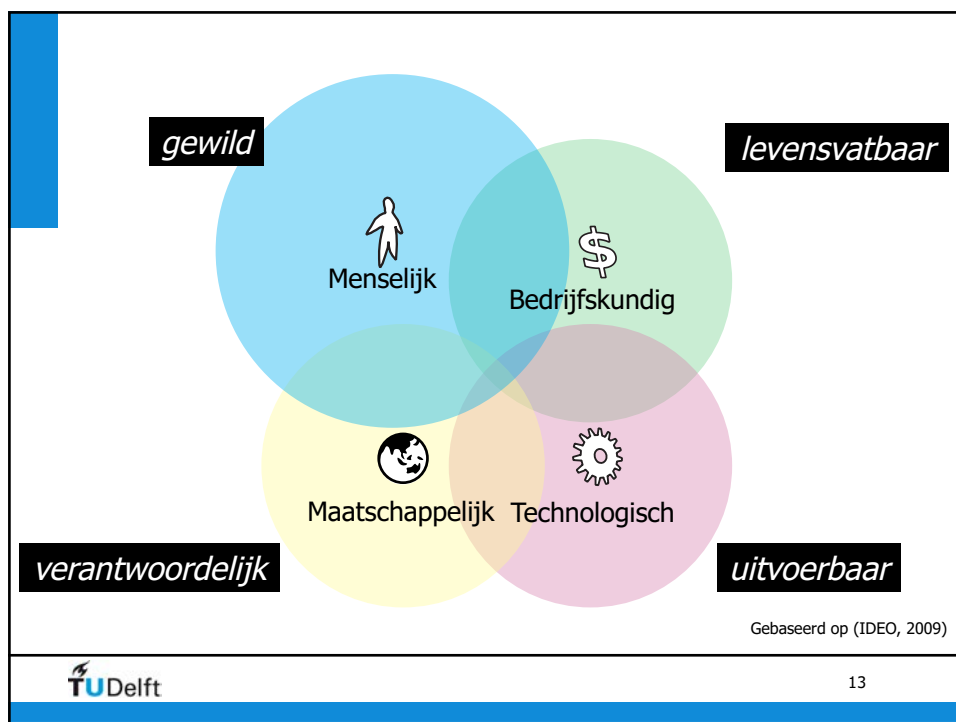 gewild
levensvatbaar
Menselijk
$
Bedrijfskundig
Maatschappelijk
Technologisch
verantwoordelijk
uitvoerbaar
Gebaseerd op (IDEO, 2009)
TUDelft
13